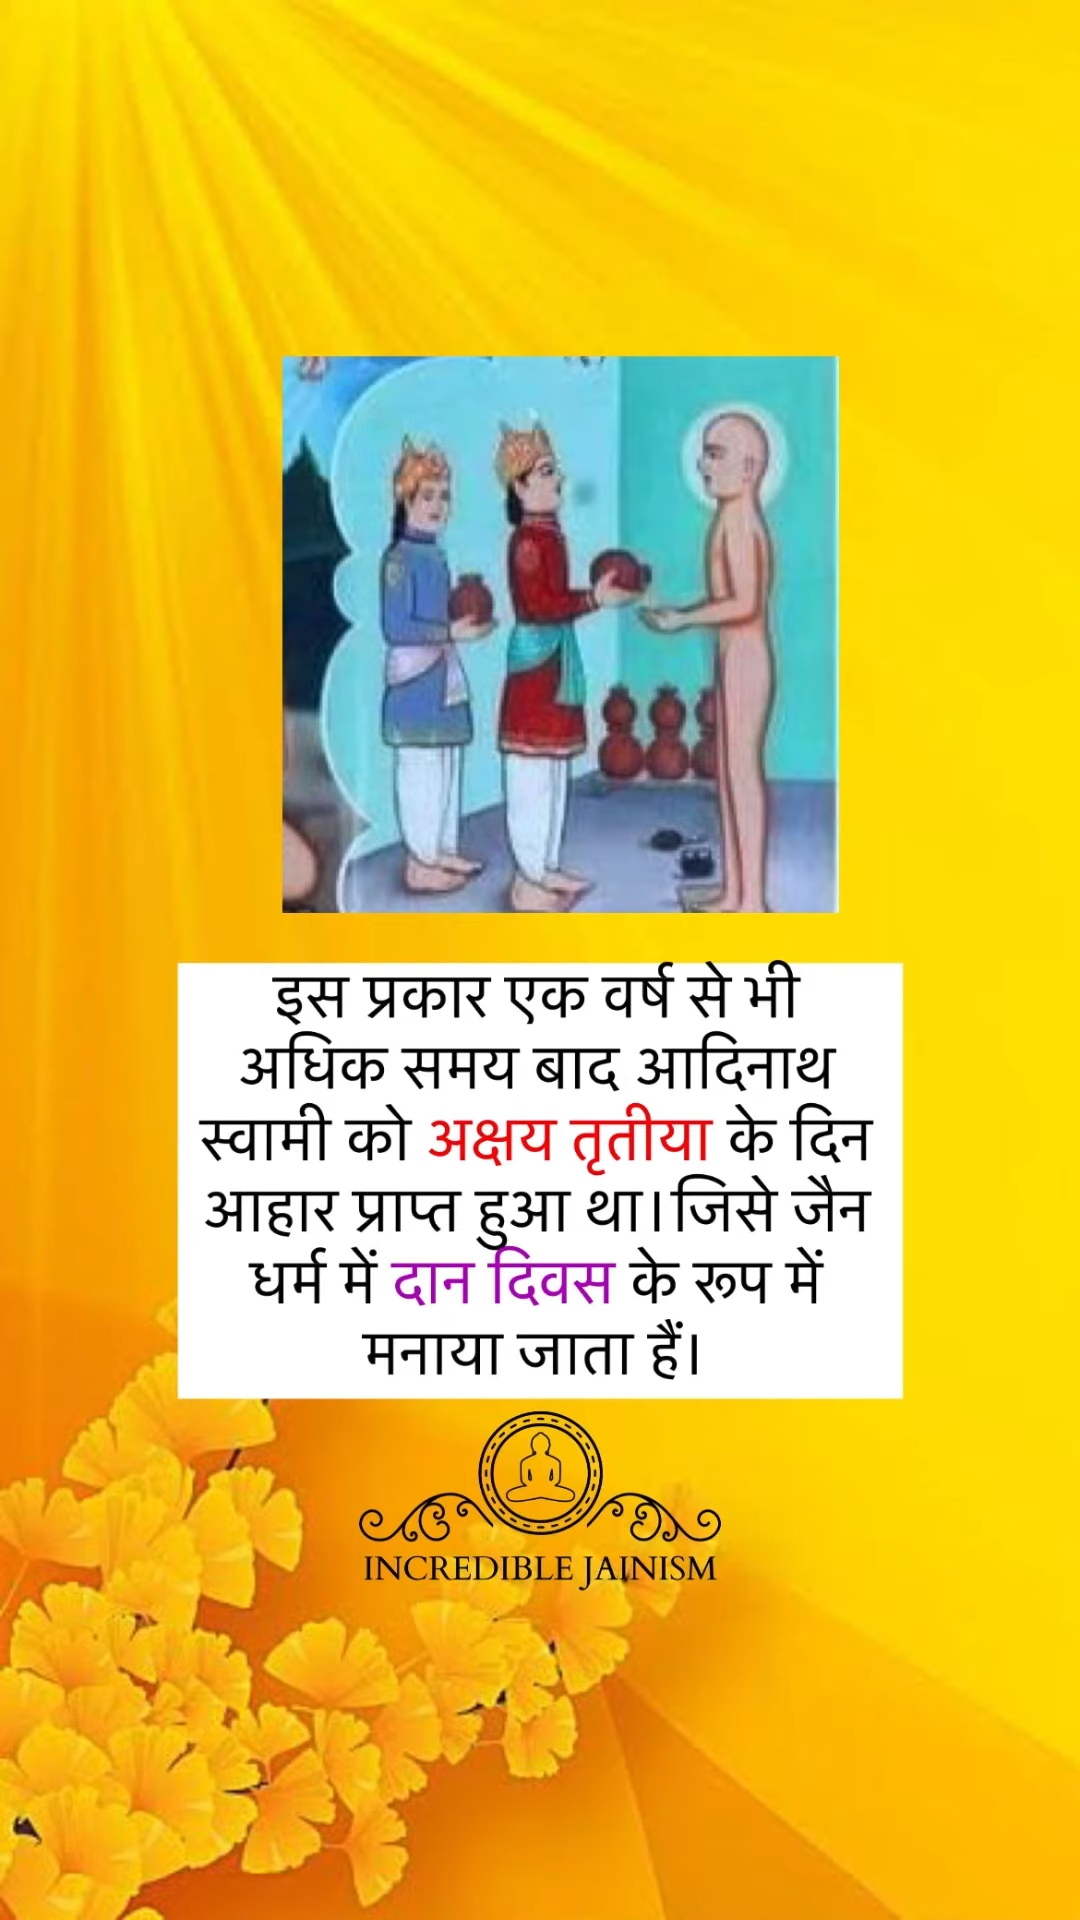 इस प्रकार एक वर्ष से भी
अधिक समय बाद आदिनाथ
स्वामी को अक्षय तृतीया के दिन
आहार प्राप्त हुआ था।जिसे जैन
धर्म में दान दिवस के रूप में
मनाया जाता हैं।
INCREDIBLE JAINISM